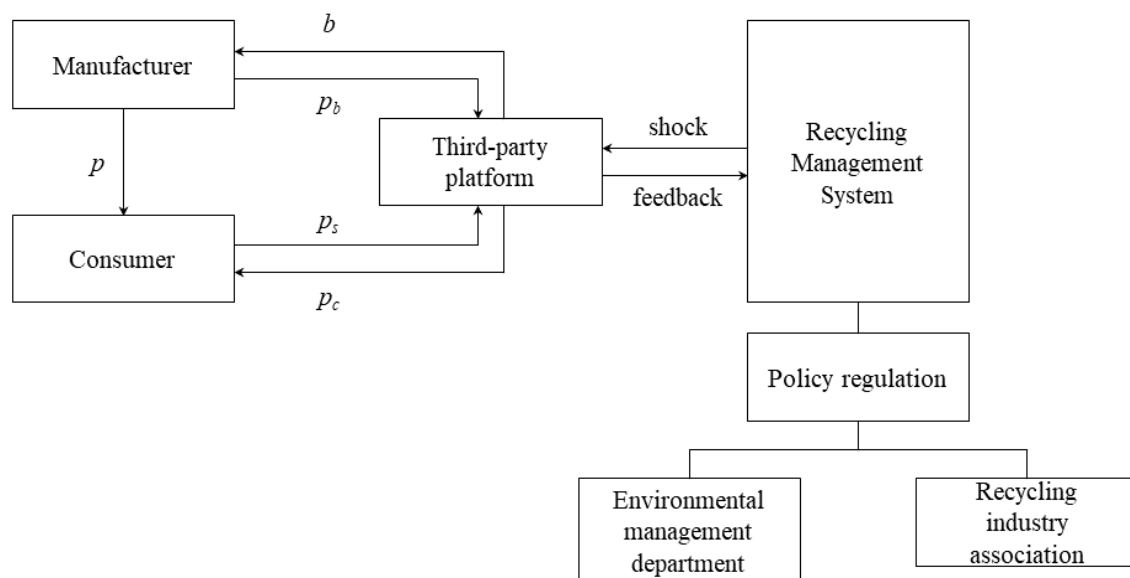 Manufacturer
b
p_b
p
Consumer
p_s
p_c
Third-party
platform
shock
feedback
Recycling
Management
System
Policy regulation
Environmental
management
department
Recycling
industry
association